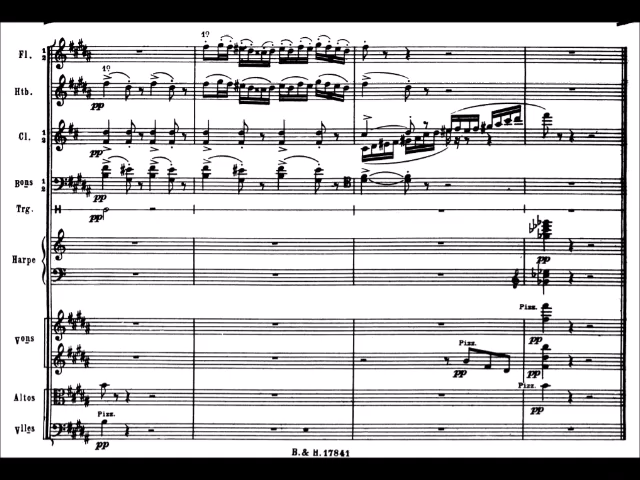 1º
Fl. 1 2
1º
Htb.
pp
Cl. 1 2
pp
Bons 1 2
pp
Trg.
pp
Harpe
pp
Pizz.
Vons
pp
Pizz.
pp
pp
Pizz.
Altos
pp
Pizz.
Vlles
pp
B. & H. 17841